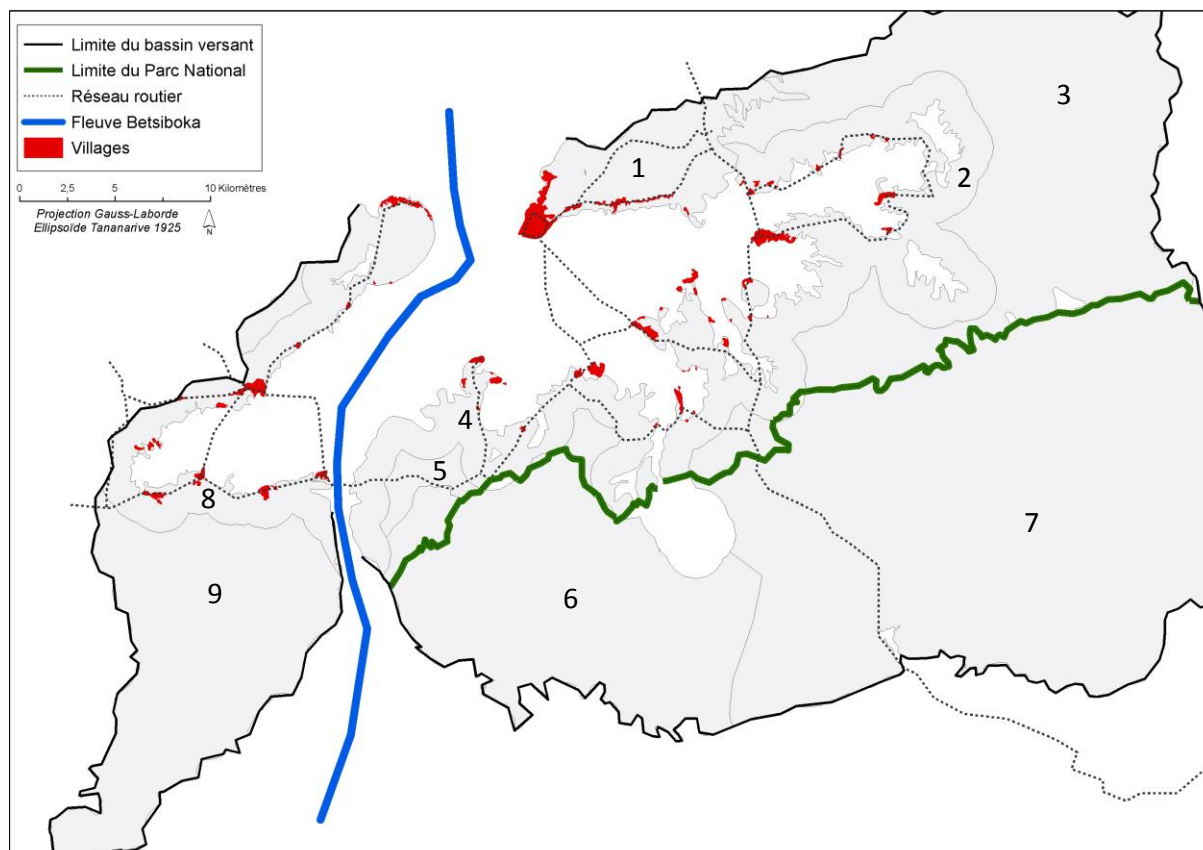 Limite du bassin versant
Limite du Parc National
Réseau routier
Fleuve Betsiboka
Villages
0 2,5 5 10 Kilomètres
Projection Gauss-Laborde
Ellipsoïde Tananarive 1925
N
3
1
2
4
5
8
7
9
6